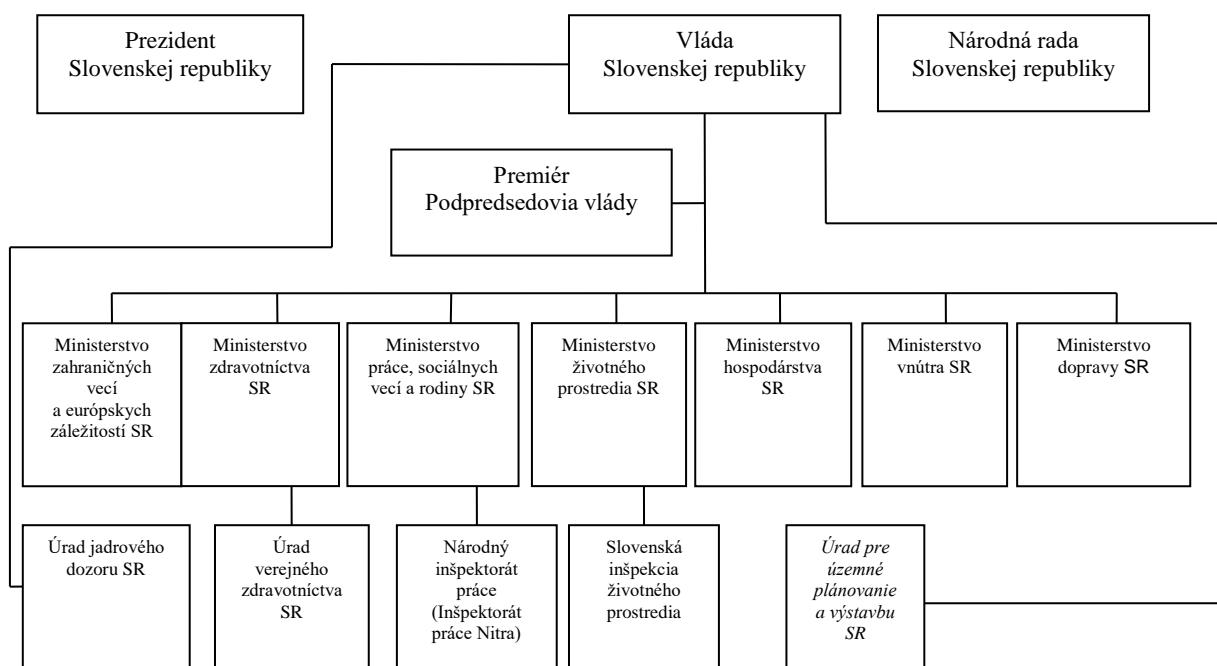 Prezident
Slovenskej republiky
Vláda
Slovenskej republiky
Národná rada
Slovenskej republiky
Premiér
Podpredsedovia vlády
Ministerstvo
zahraničných
vecí
a európskych
záležitostí SR
Ministerstvo
zdravotníctva
SR
Ministerstvo
práce, sociálnych
vecí a rodiny SR
Ministerstvo
životného
prostredia SR
Ministerstvo
hospodárstva
SR
Ministerstvo
vnútra SR
Ministerstvo
dopravy SR
Úrad jadrového
dozoru SR
Úrad
verejného
zdravotníctva
SR
Národný
inšpektorát
práce
(Inšpektorát
práce Nitra)
Slovenská
inšpekcia
životného
prostredia
Úrad pre
územné
plánovanie
a výstavbu
SR